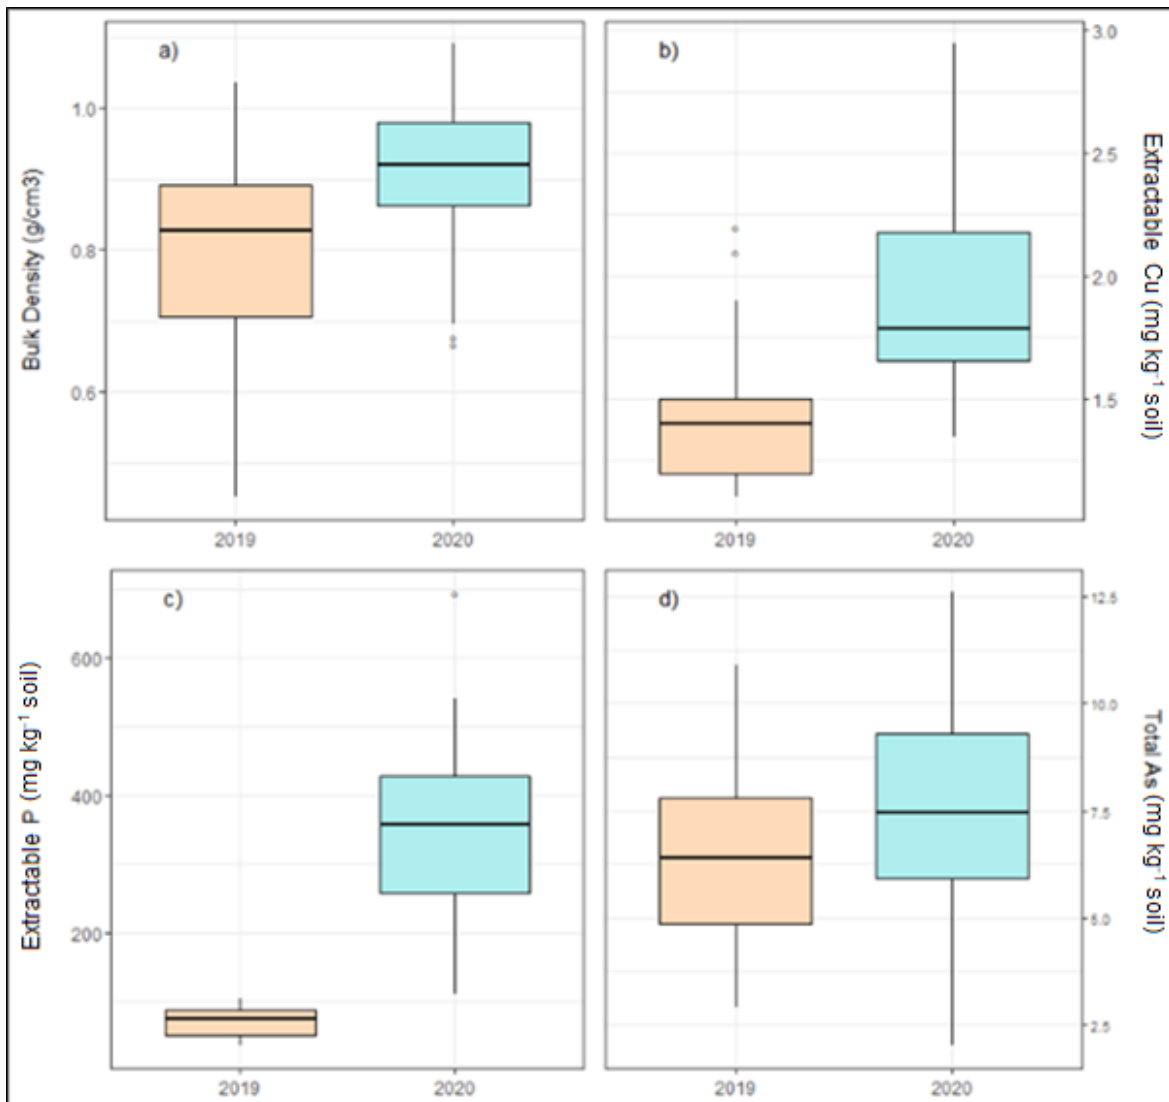 a)
Bulk Density (g/cm3)
1.0
0.8
0.6
2019
2020
b)
Extractable Cu (mg kg⁻¹ soil)
3.0
2.5
2.0
1.5
2019
2020
c)
Extractable P (mg kg⁻¹ soil)
600
400
200
2019
2020
d)
Total As (mg kg⁻¹ soil)
12.5
10.0
7.5
5.0
2.5
2019
2020